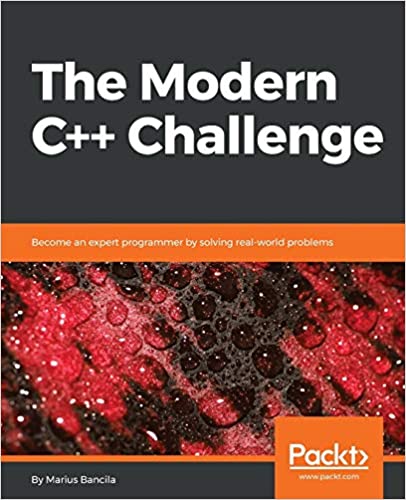 The Modern
C++ Challenge
Become an expert programmer by solving real-world problems
By Marius Bancila
Packt>
www.packt.com